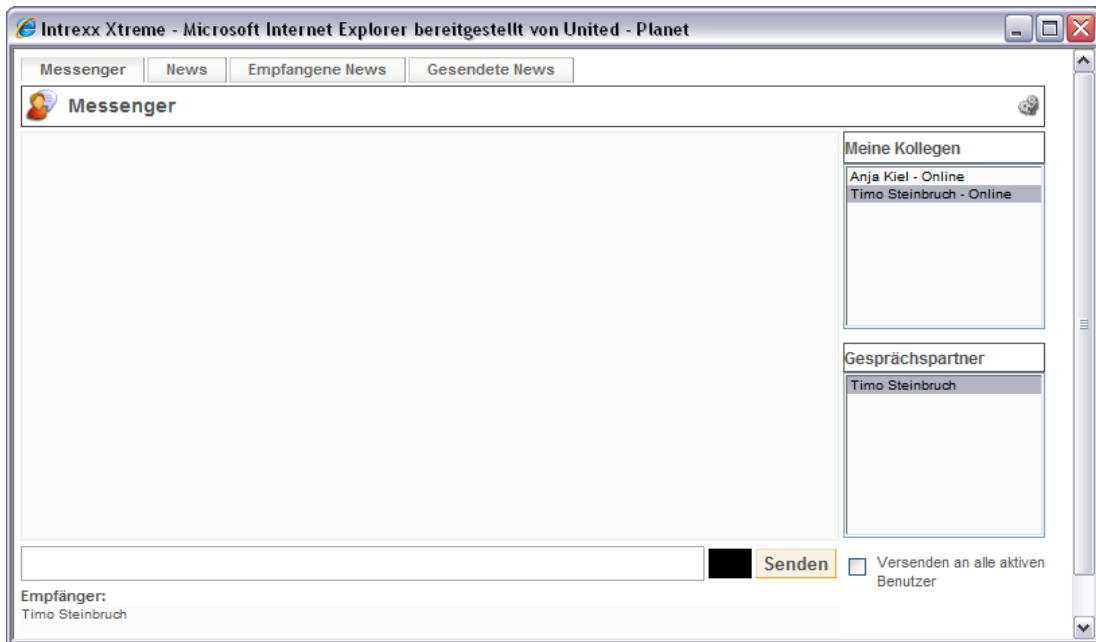 Intrexx Xtreme - Microsoft Internet Explorer bereitgestellt von United - Planet
Messenger News Empfangene News Gesendete News
Messenger
Meine Kollegen
Anja Kiel - Online
Timo Steinbruch - Online
Gesprächspartner
Timo Steinbruch
Senden
Versenden an alle aktiven
Benutzer
Empfänger:
Timo Steinbruch